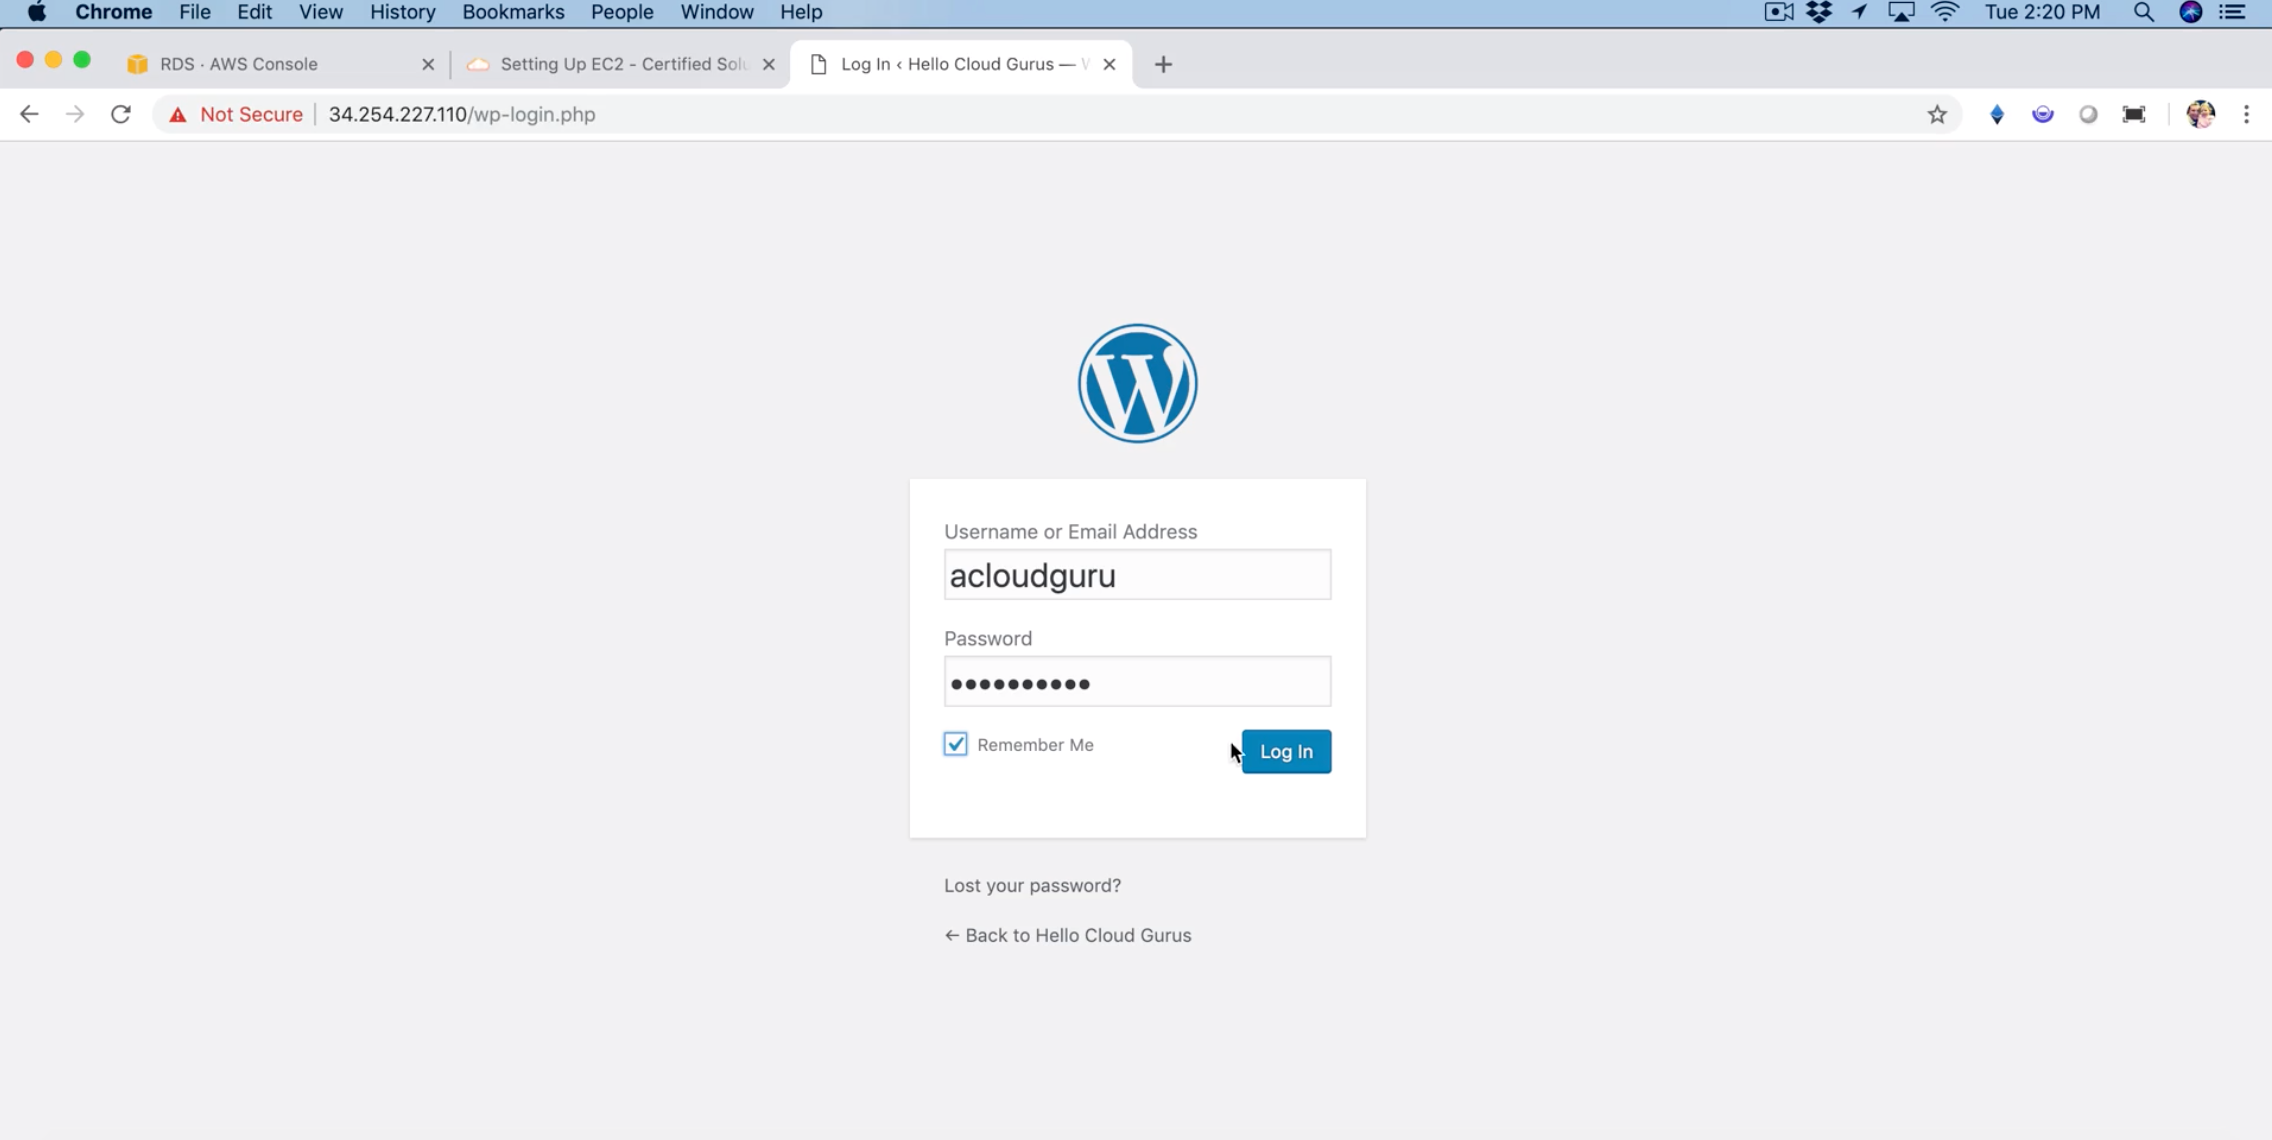 Chrome File Edit View History Bookmarks People Window Help Tue 2:20 PM
RDS · AWS Console
Setting Up EC2 - Certified Sol
Log In ‹ Hello Cloud Gurus —
Not Secure 34.254.227.110/wp-login.php
Username or Email Address
acloudguru
Password
••••••••••
Remember Me
Log In
Lost your password?
← Back to Hello Cloud Gurus